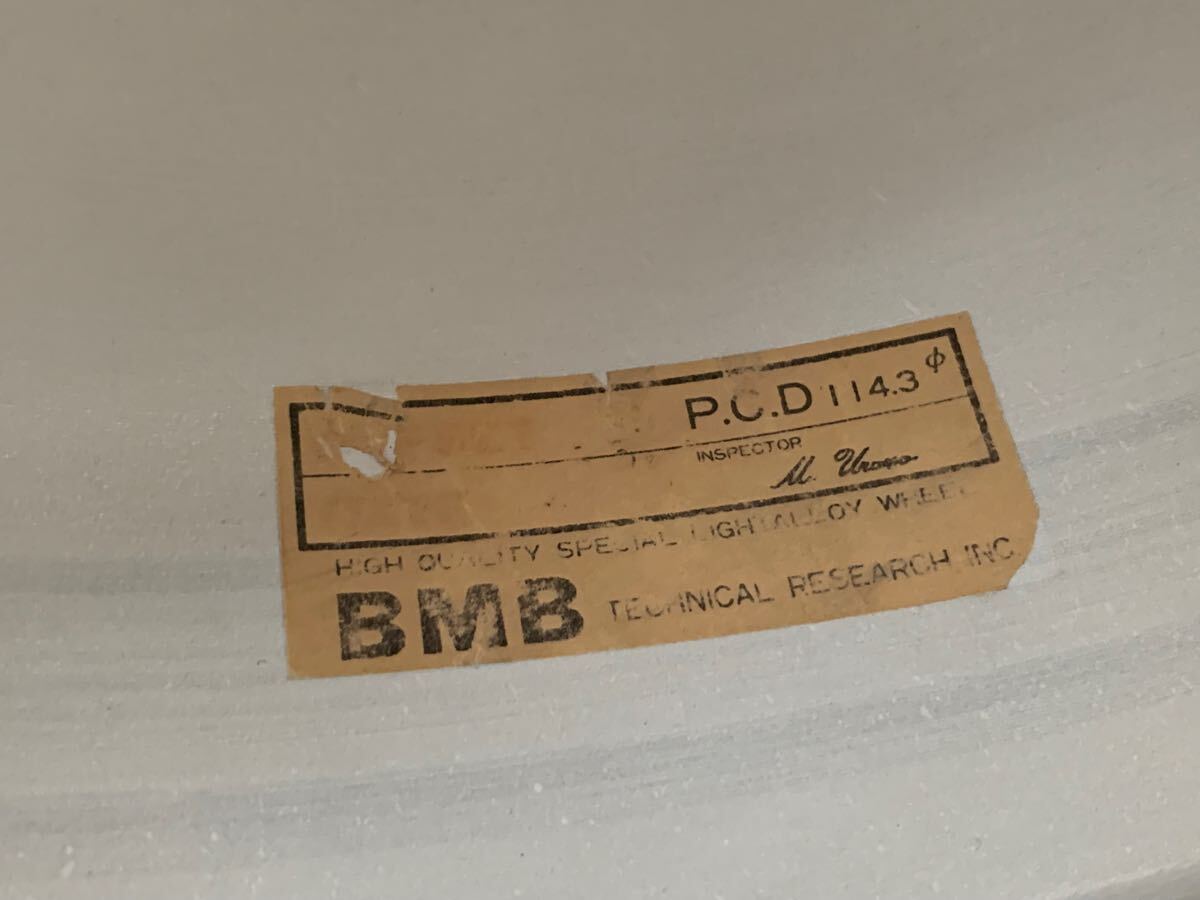 P.C.D 114.3 φ
INSPECTOR
HIGH QUALITY SPECIAL LIGHT ALLOY WHEEL
BMB TECHNICAL RESEARCH INC.